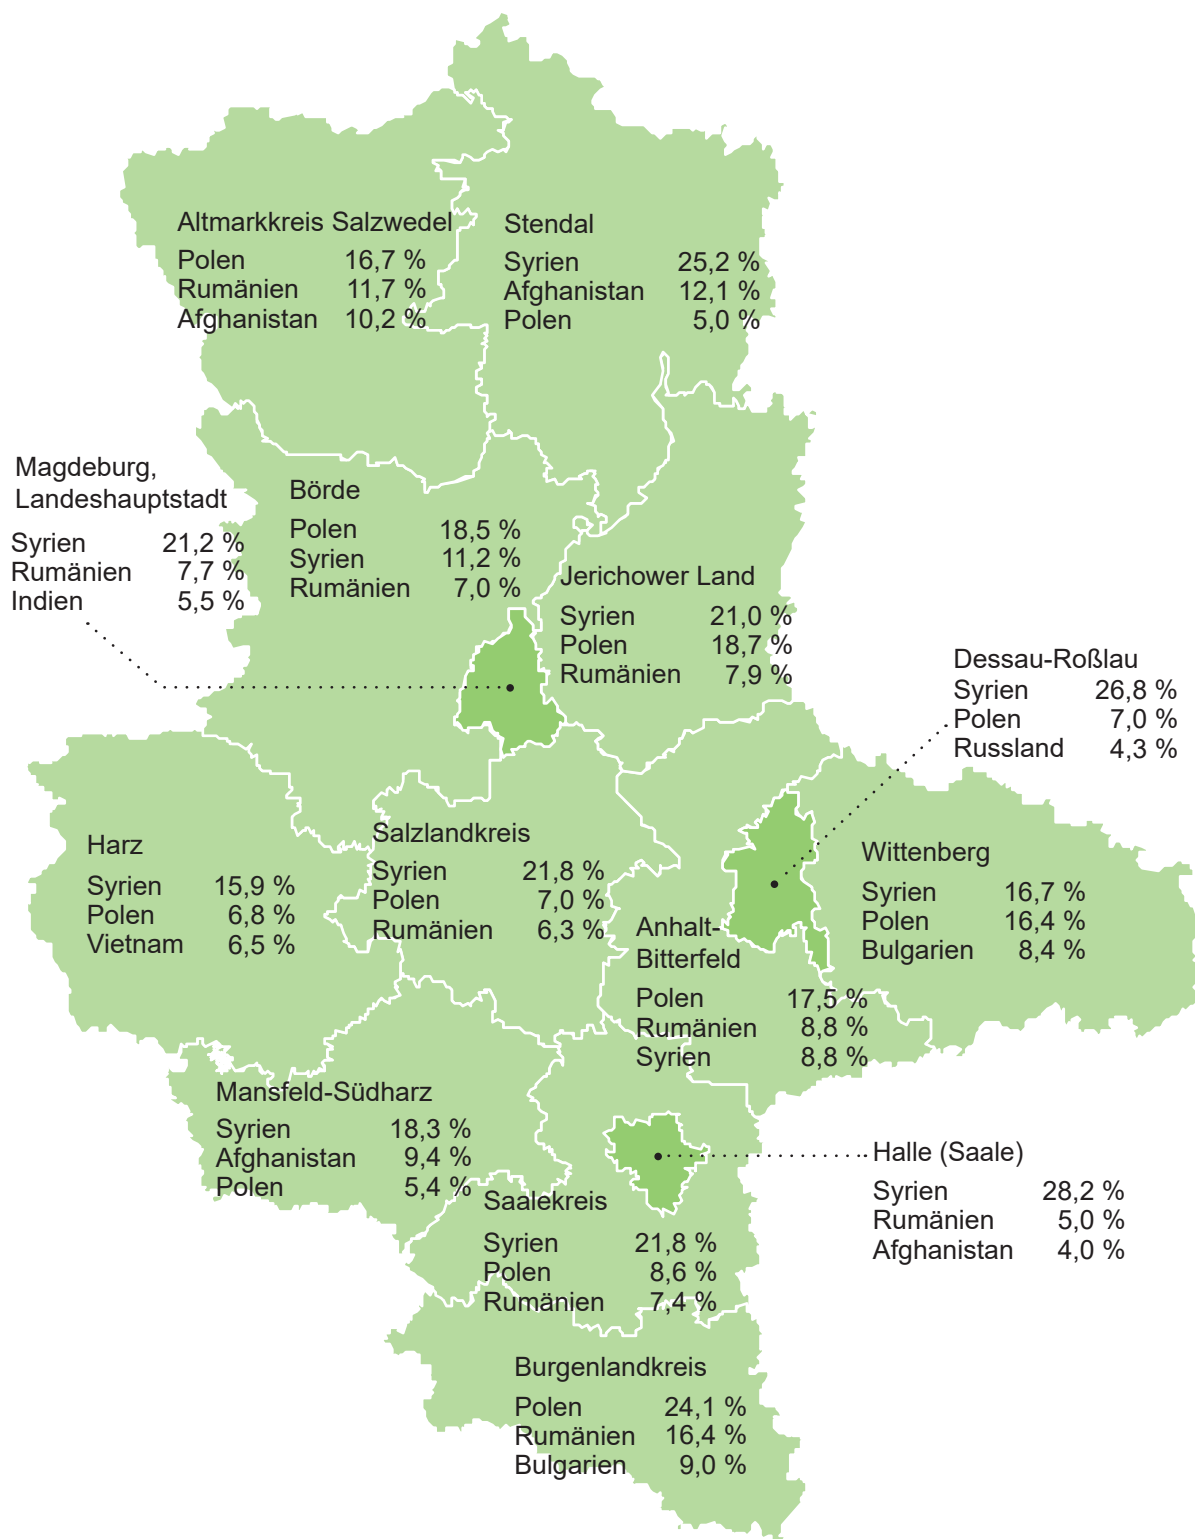 Altmarkkreis Salzwedel
Polen 16,7 %
Rumänien 11,7 %
Afghanistan 10,2 %
Stendal
Syrien 25,2 %
Afghanistan 12,1 %
Polen 5,0 %
Magdeburg,
Landeshauptstadt
Syrien 21,2 %
Rumänien 7,7 %
Indien 5,5 %
Börde
Polen 18,5 %
Syrien 11,2 %
Rumänien 7,0 %
Jerichower Land
Syrien 21,0 %
Polen 18,7 %
Rumänien 7,9 %
Dessau-Roßlau
Syrien 26,8 %
Polen 7,0 %
Russland 4,3 %
Harz
Syrien 15,9 %
Polen 6,8 %
Vietnam 6,5 %
Salzlandkreis
Syrien 21,8 %
Polen 7,0 %
Rumänien 6,3 %
Wittenberg
Syrien 16,7 %
Polen 16,4 %
Bulgarien 8,4 %
Anhalt-
Bitterfeld
Polen 17,5 %
Rumänien 8,8 %
Syrien 8,8 %
Mansfeld-Südharz
Syrien 18,3 %
Afghanistan 9,4 %
Polen 5,4 %
Halle (Saale)
Syrien 28,2 %
Rumänien 5,0 %
Afghanistan 4,0 %
Saalekreis
Syrien 21,8 %
Polen 8,6 %
Rumänien 7,4 %
Burgenlandkreis
Polen 24,1 %
Rumänien 16,4 %
Bulgarien 9,0 %